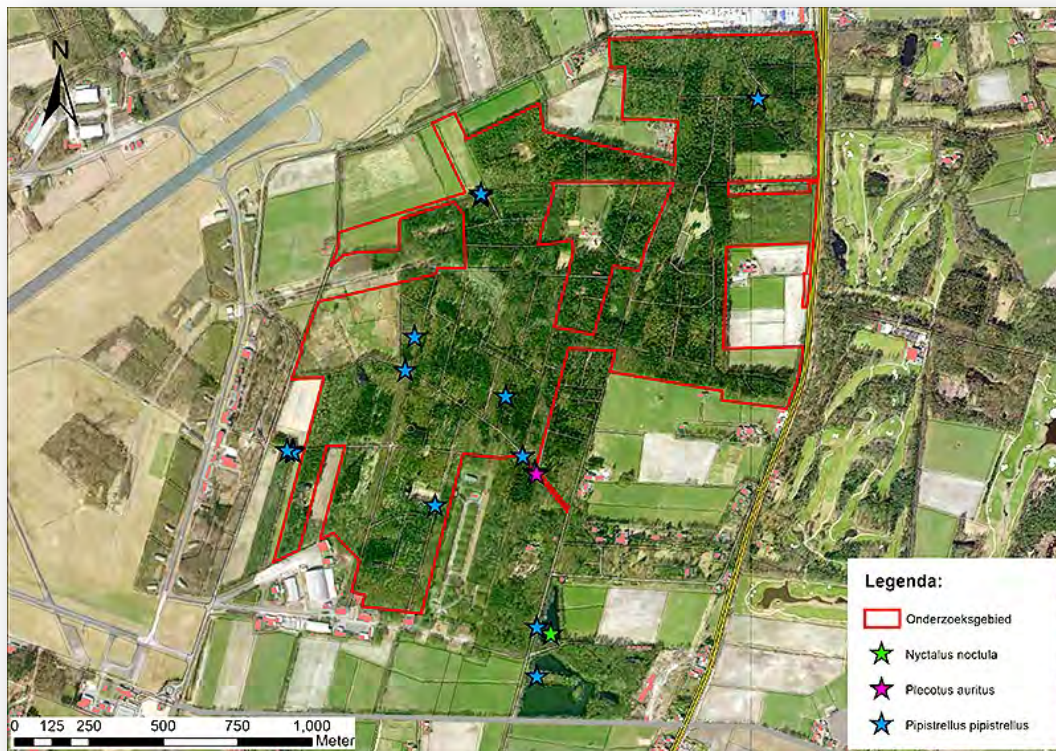 N
Legenda:
Onderzoeksgebied
Nyctalus noctula
Plecotus auritus
Pipistrellus pipistrellus
0 125 250 500 750 1,000
Meter